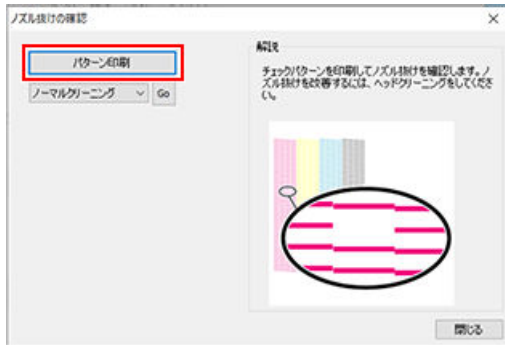 ノズル抜けの確認
パターン印刷
ノーマルクリーニング
Go
解説
チェックパターンを印刷してノズル抜けを確認します。ノ
ズル抜けを改善するには、ヘッドクリーニングをしてくださ
い。
閉じる